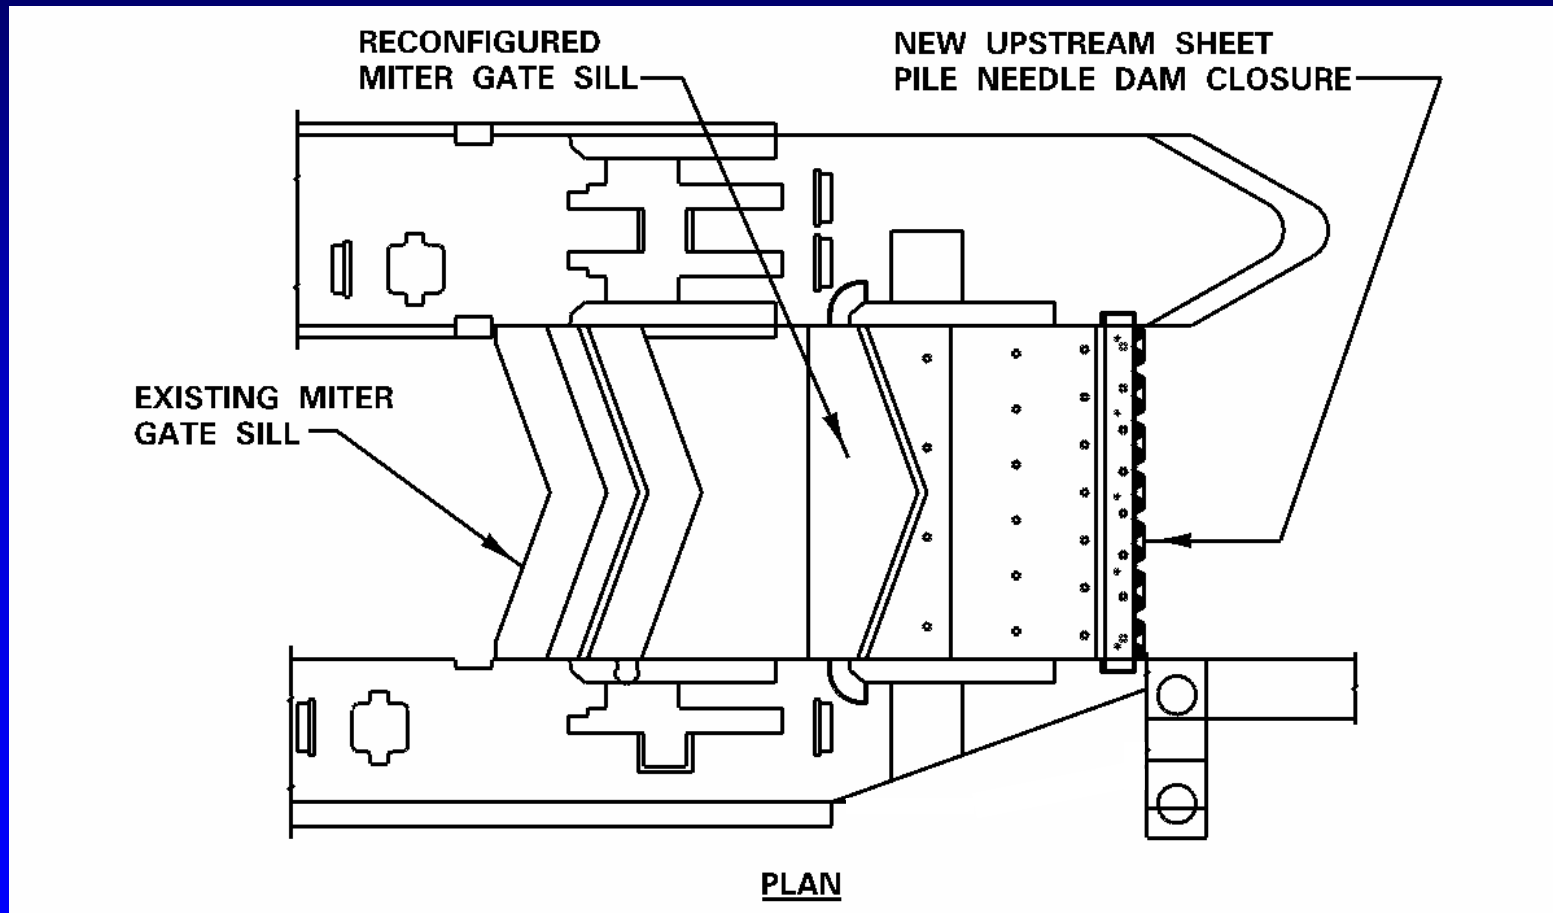 RECONFIGURED
MITER GATE SILL
NEW UPSTREAM SHEET
PILE NEEDLE DAM CLOSURE
EXISTING MITER
GATE SILL
PLAN